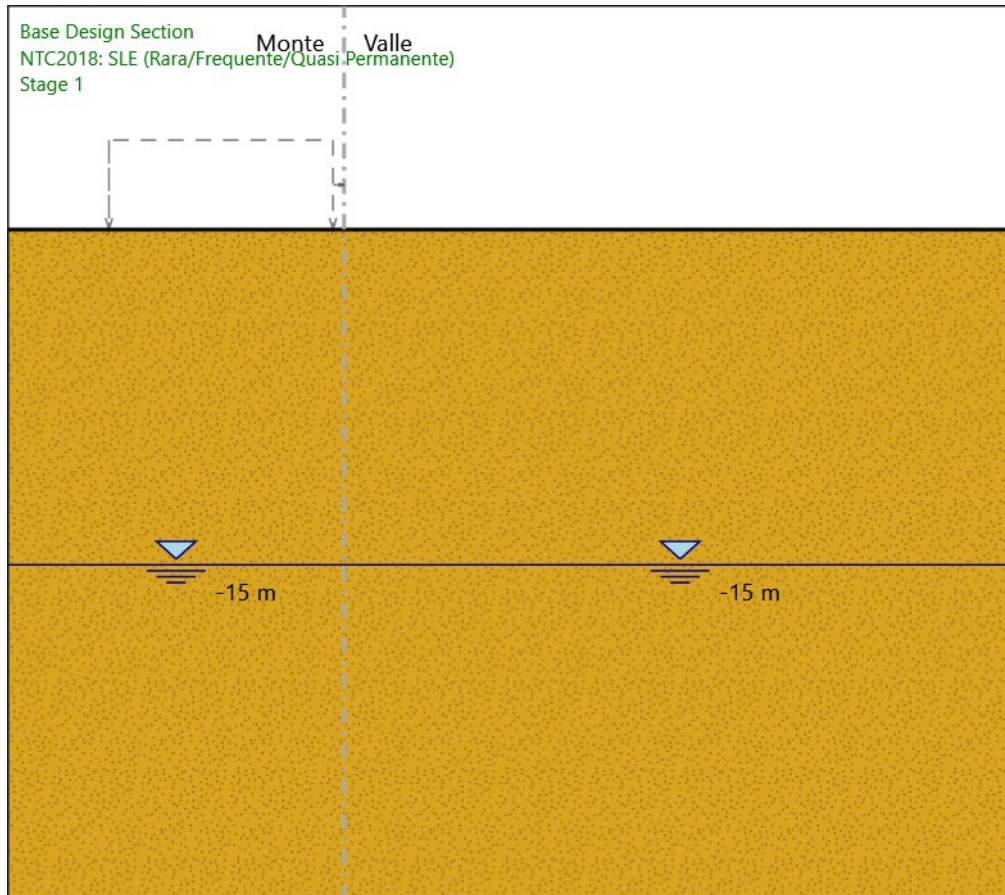 Base Design Section
Monte Valle
NTC2018: SLE (Rara/Frequente/Quasi Permanente)
Stage 1
-15 m
-15 m